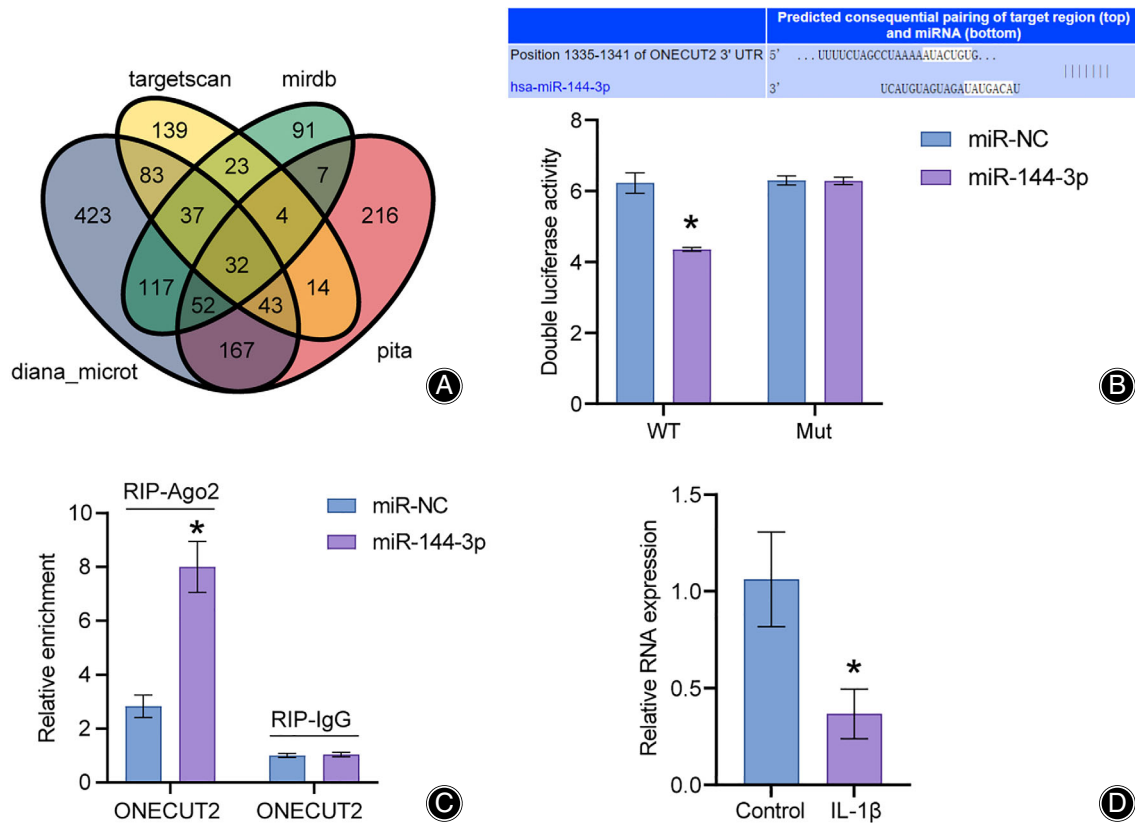 targetscan
mirdb
139
91
83
23
7
423
37
4
216
32
117
52
43
14
167
diana_microt
pita
A
Predicted consequential pairing of target region (top)
and miRNA (bottom)
Position 1335-1341 of ONECUT2 3' UTR 5' ...UUUUCUAGCCUAAAAAUACUGUG...
|||||||
hsa-miR-144-3p 3' UCAUGUAGUAGAUAUGACAU
8
6
4
2
0
Double luciferase activity
miR-NC
miR-144-3p
*
WT
Mut
B
RIP-Ago2
10
8
6
4
2
0
Relative enrichment
*
miR-NC
miR-144-3p
RIP-IgG
ONECUT2
ONECUT2
C
1.5
1.0
0.5
0.0
Relative RNA expression
*
Control
IL-1β
D